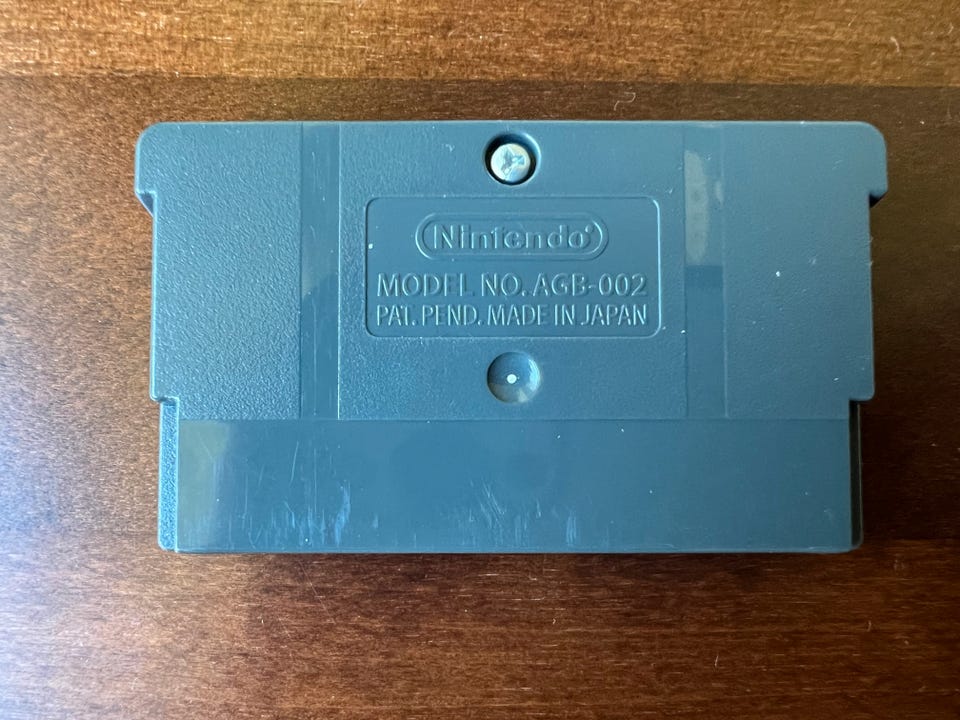 Nintendo®
MODEL NO. AGB-002
PAT. PEND. MADE IN JAPAN